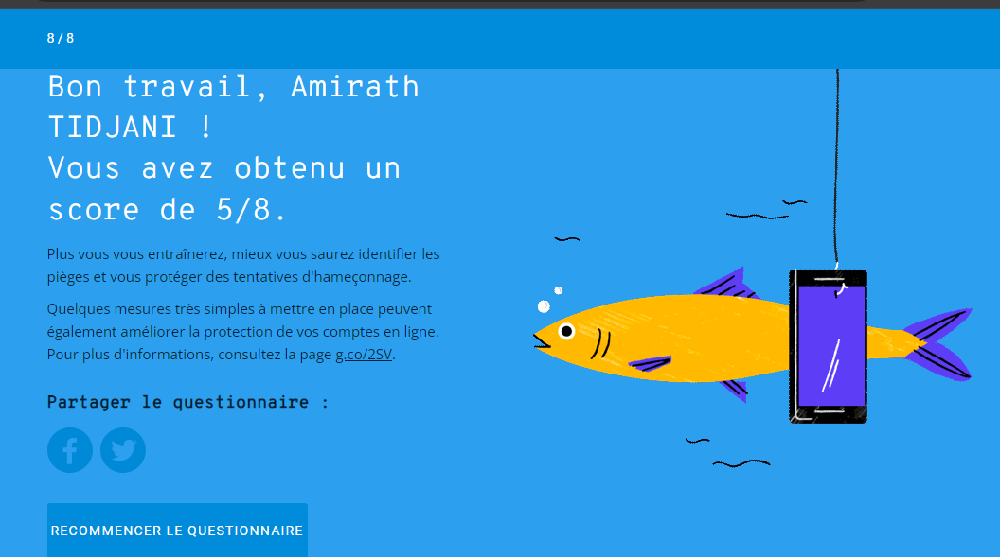 8 / 8
Bon travail, Amirath
TIDJANI !
Vous avez obtenu un
score de 5/8.
Plus vous vous entraînerez, mieux vous saurez identifier les
pièges et vous protéger des tentatives d'hameçonnage.
Quelques mesures très simples à mettre en place peuvent
également améliorer la protection de vos comptes en ligne.
Pour plus d'informations, consultez la page g.co/2SV.
Partager le questionnaire :
RECOMMENCER LE QUESTIONNAIRE